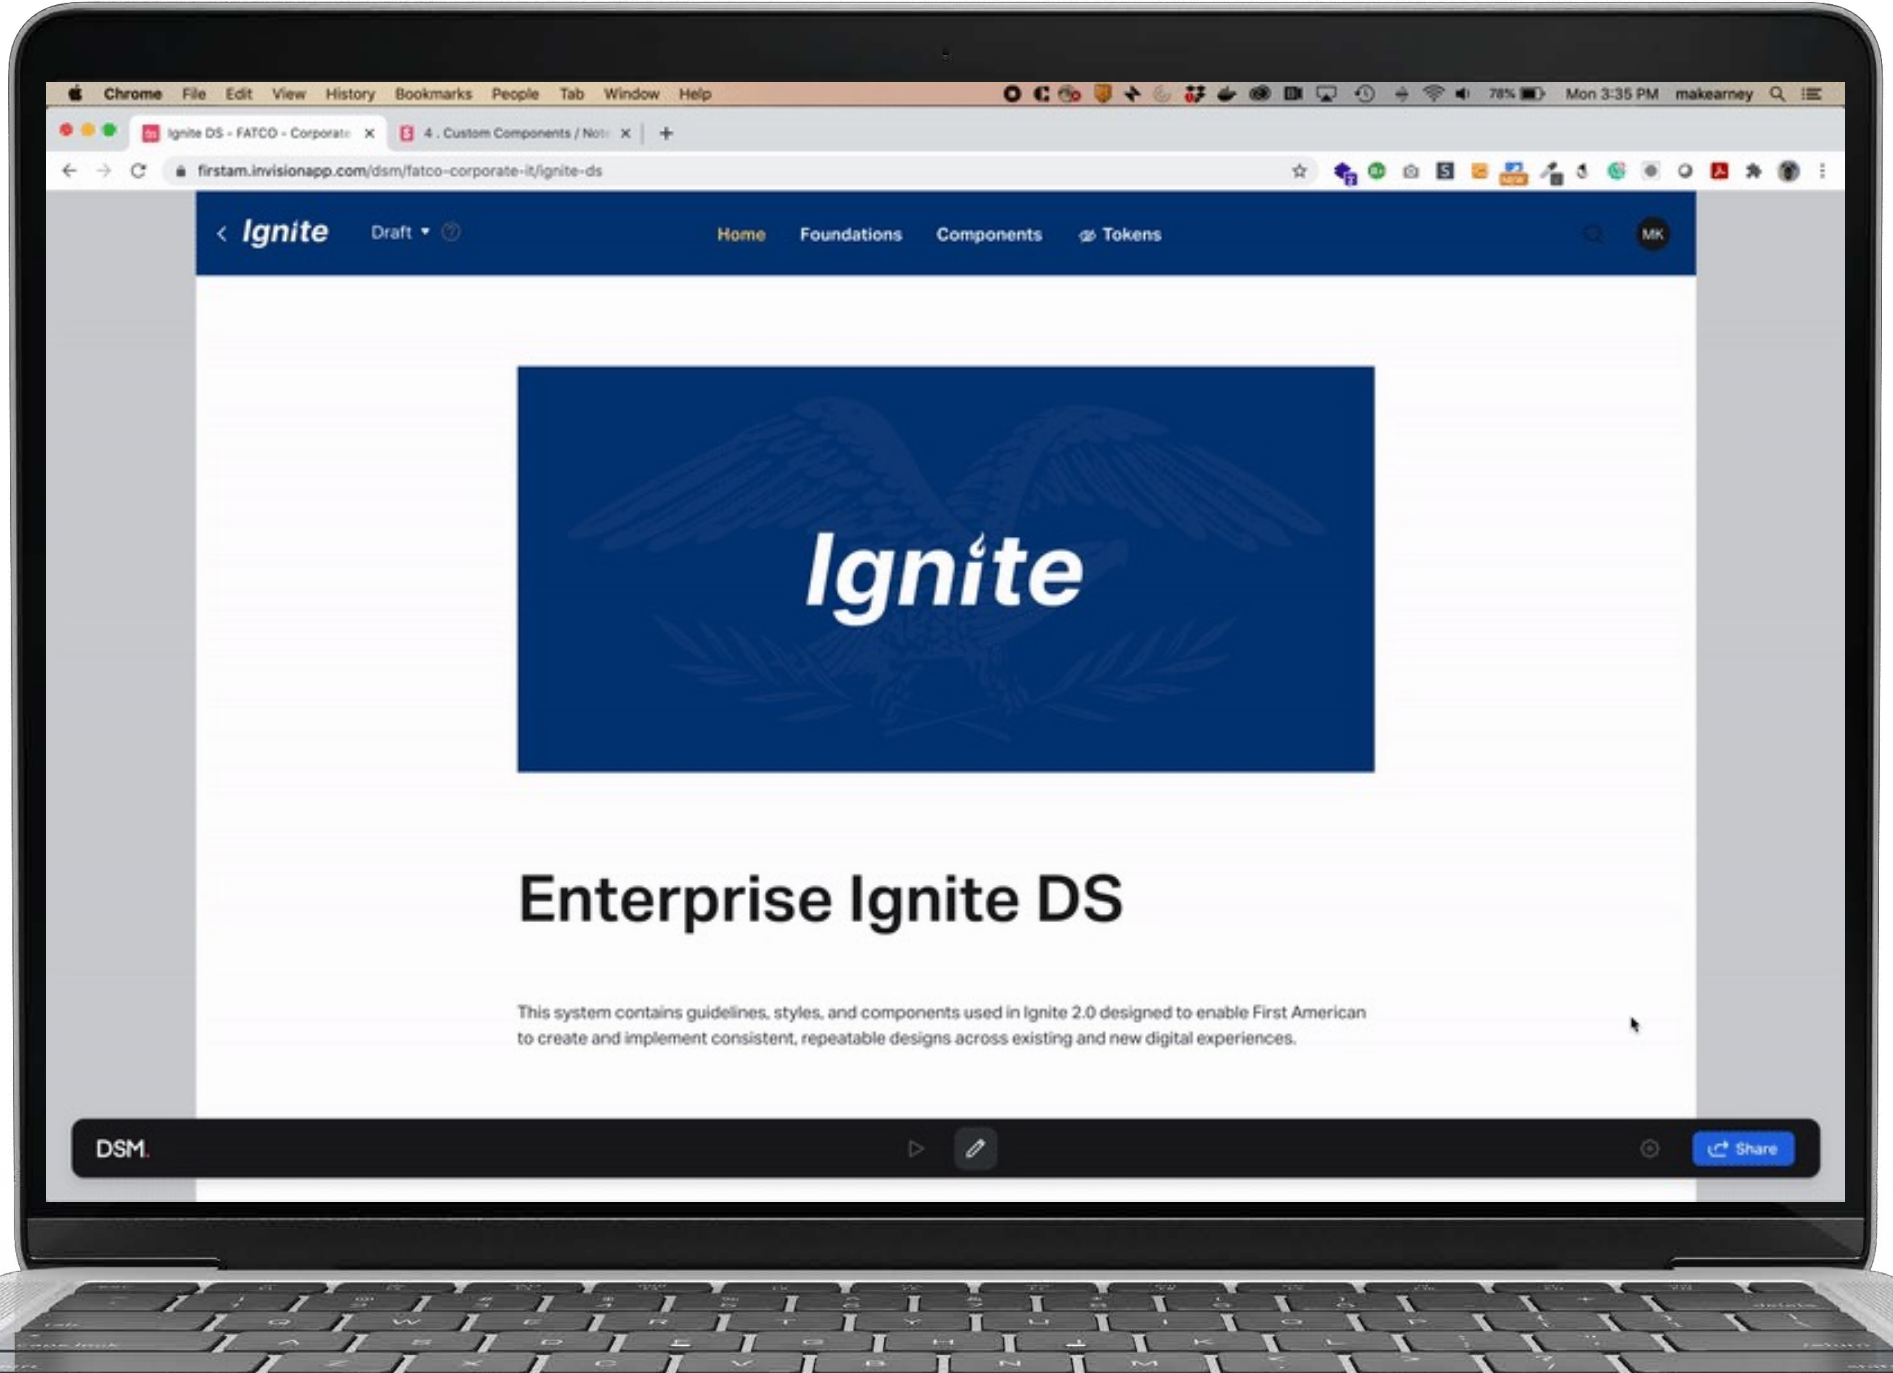 Chrome File Edit View History Bookmarks People Tab Window Help 78% Mon 3:35 PM makearney
Ignite DS - FATCO - Corporate 4 . Custom Components / Not
firstam.invisionapp.com/dsm/fatco-corporate-it/ignite-ds
Ignite Draft Home Foundations Components Tokens MK
Ignite
Enterprise Ignite DS
This system contains guidelines, styles, and components used in Ignite 2.0 designed to enable First American
to create and implement consistent, repeatable designs across existing and new digital experiences.
DSM. Share